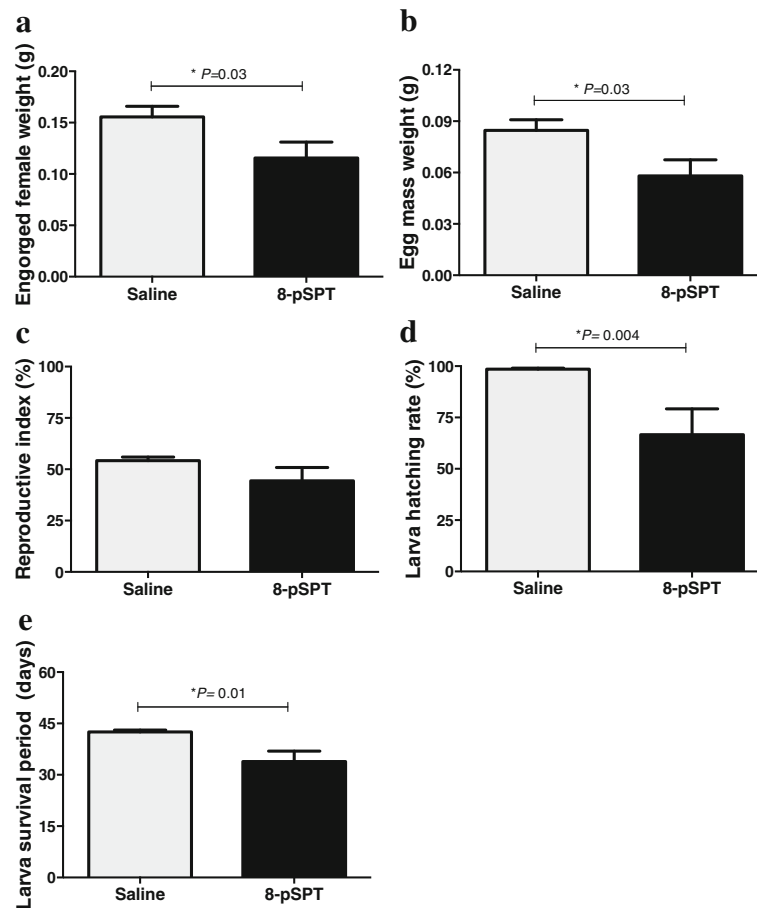 a
Engorged female weight (g)
0.20
0.15
0.10
0.05
0.00
* P=0.03
Saline
8-pSPT
b
Egg mass weight (g)
0.12
0.09
0.06
0.03
0.00
* P=0.03
Saline
8-pSPT
c
Reproductive index (%)
100
75
50
25
0
Saline
8-pSPT
d
Larva hatching rate (%)
100
75
50
25
0
*P= 0.004
Saline
8-pSPT
e
Larva survival period (days)
60
45
30
15
0
*P= 0.01
Saline
8-pSPT